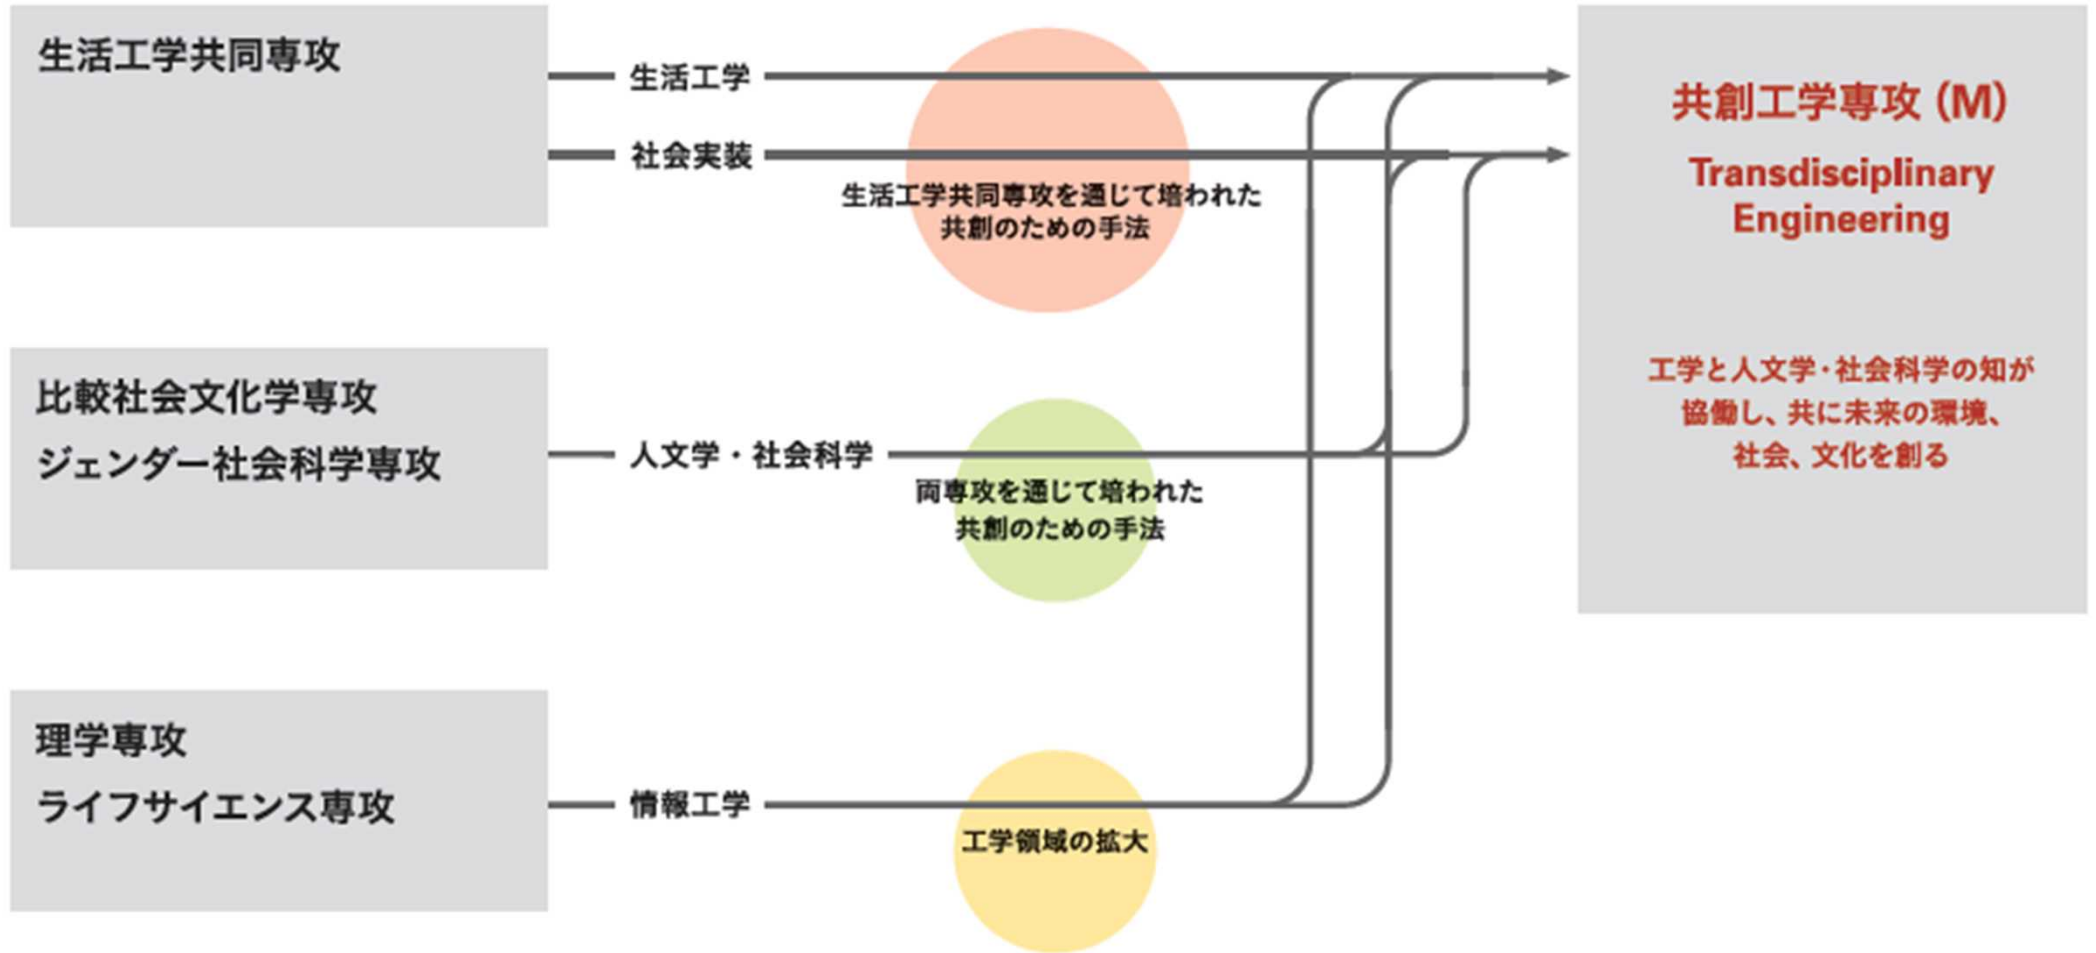 生活工学共同専攻
生活工学
社会実装
生活工学共同専攻を通じて培われた
共創のための手法
比較社会文化学専攻
ジェンダー社会科学専攻
人文学・社会科学
両専攻を通じて培われた
共創のための手法
理学専攻
ライフサイエンス専攻
情報工学
工学領域の拡大
共創工学専攻（M）
Transdisciplinary
Engineering
工学と人文学・社会科学の知が
協働し、共に未来の環境、
社会、文化を創る